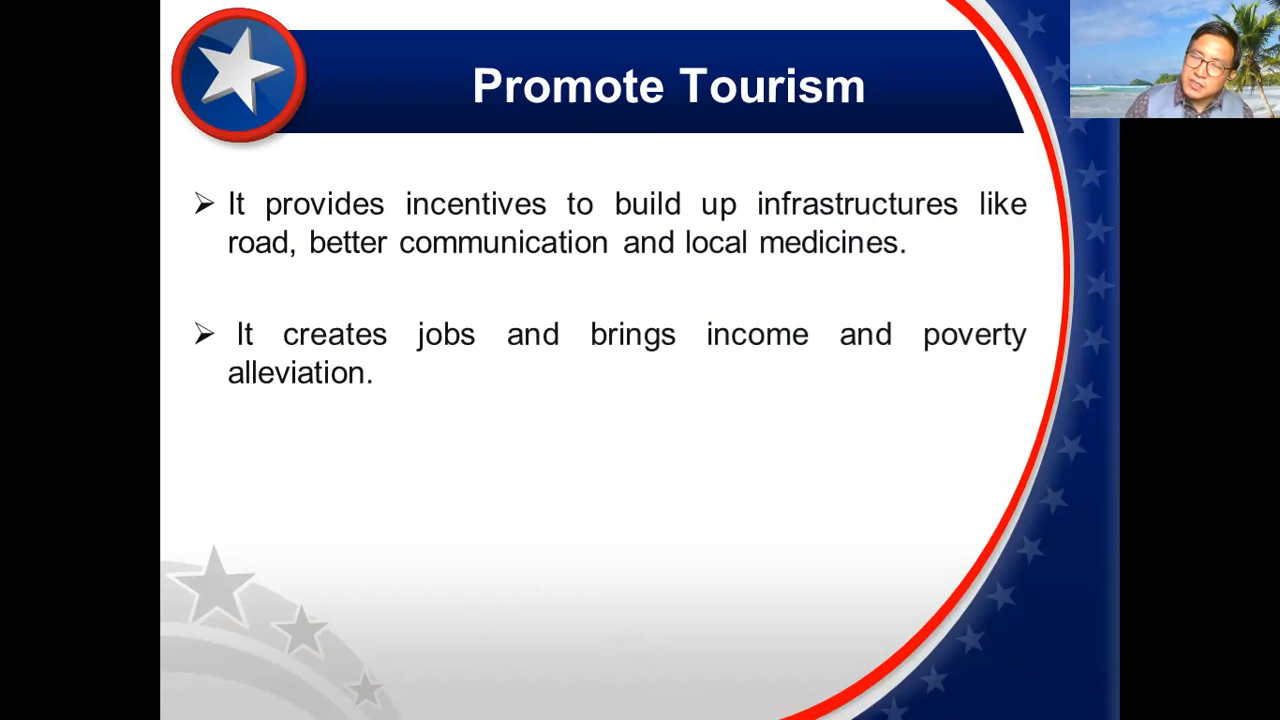 Promote Tourism
It provides incentives to build up infrastructures like
road, better communication and local medicines.
It creates jobs and brings income and poverty
alleviation.